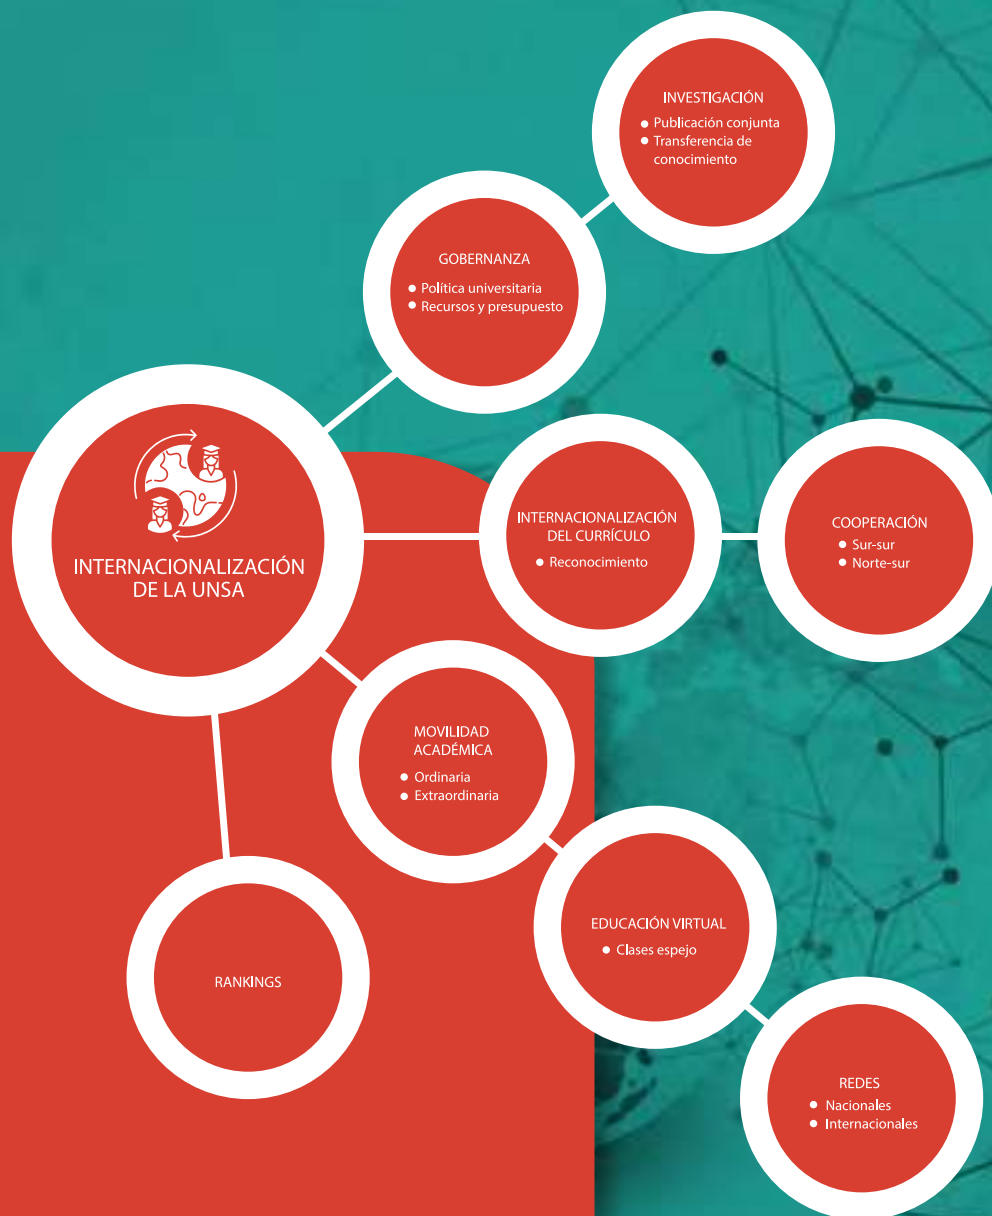 INVESTIGACIÓN
● Publicación conjunta
● Transferencia de
conocimiento
GOBERNANZA
● Política universitaria
● Recursos y presupuesto
INTERNACIONALIZACIÓN
DE LA UNSA
INTERNACIONALIZACIÓN
DEL CURRÍCULO
● Reconocimiento
COOPERACIÓN
● Sur-sur
● Norte-sur
MOVILIDAD
ACADÉMICA
● Ordinaria
● Extraordinaria
EDUCACIÓN VIRTUAL
● Clases espejo
RANKINGS
REDES
● Nacionales
● Internacionales